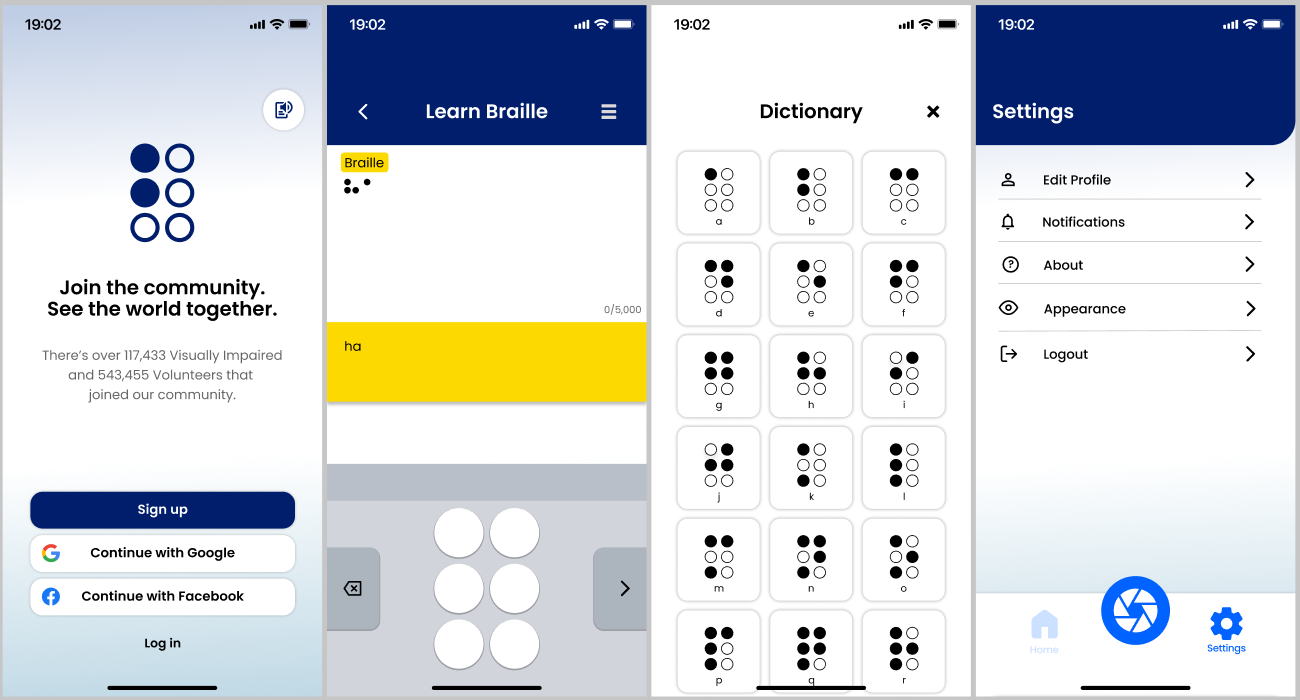 19:02
Join the community.
See the world together.
There's over 117,433 Visually Impaired
and 543,455 Volunteers that
joined our community.
Sign up
Continue with Google
Continue with Facebook
Log in
19:02
Learn Braille
Braille
⠓⠁
0/5,000
ha
19:02
Dictionary
⠁ ⠃ ⠉
a b c
⠙ ⠑ ⠋
d e f
⠛ ⠓ ⠊
g h i
⠚ ⠅ ⠇
j k l
⠍ ⠝ ⠕
m n o
⠏ ⠟ ⠗
p q r
19:02
Settings
Edit Profile
Notifications
About
Appearance
Logout
Home
Settings